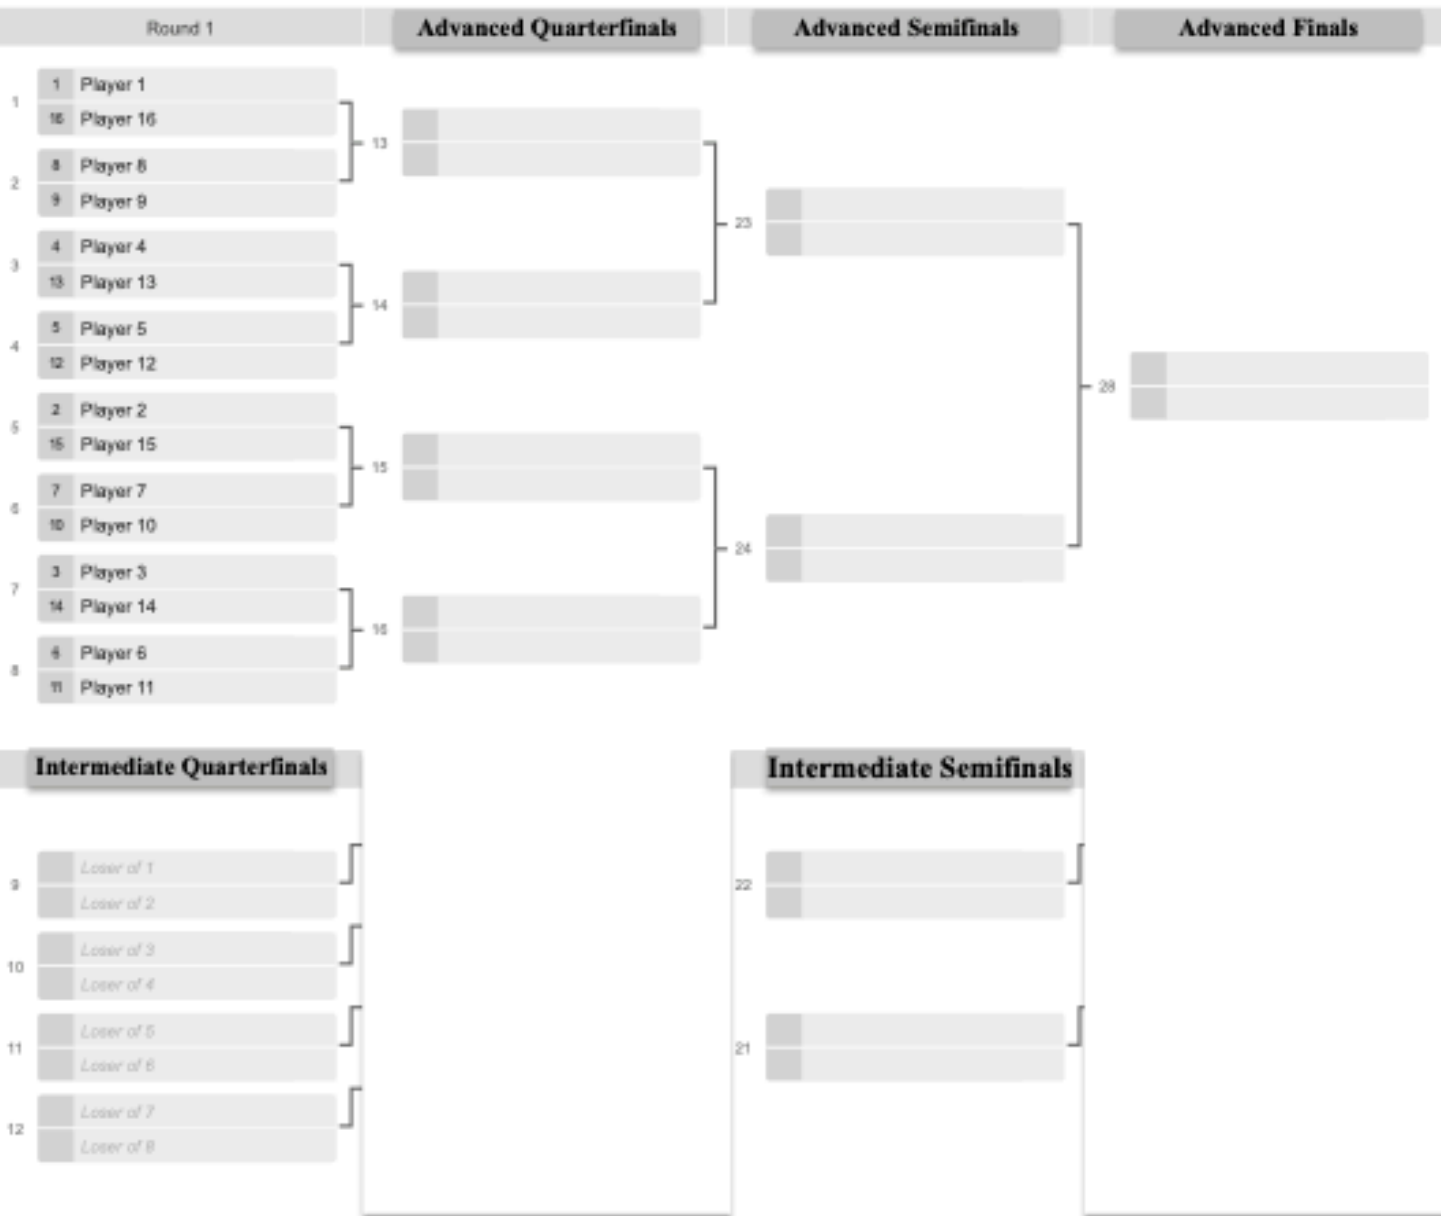 Round 1
Advanced Quarterfinals
Advanced Semifinals
Advanced Finals
1
1 Player 1
16 Player 16
2
8 Player 8
9 Player 9
3
4 Player 4
13 Player 13
4
5 Player 5
12 Player 12
5
2 Player 2
15 Player 15
6
7 Player 7
10 Player 10
7
3 Player 3
14 Player 14
8
6 Player 6
11 Player 11
13
14
15
16
23
24
28
Intermediate Quarterfinals
Intermediate Semifinals
9
Loser of 1
Loser of 2
10
Loser of 3
Loser of 4
11
Loser of 5
Loser of 6
12
Loser of 7
Loser of 8
22
21